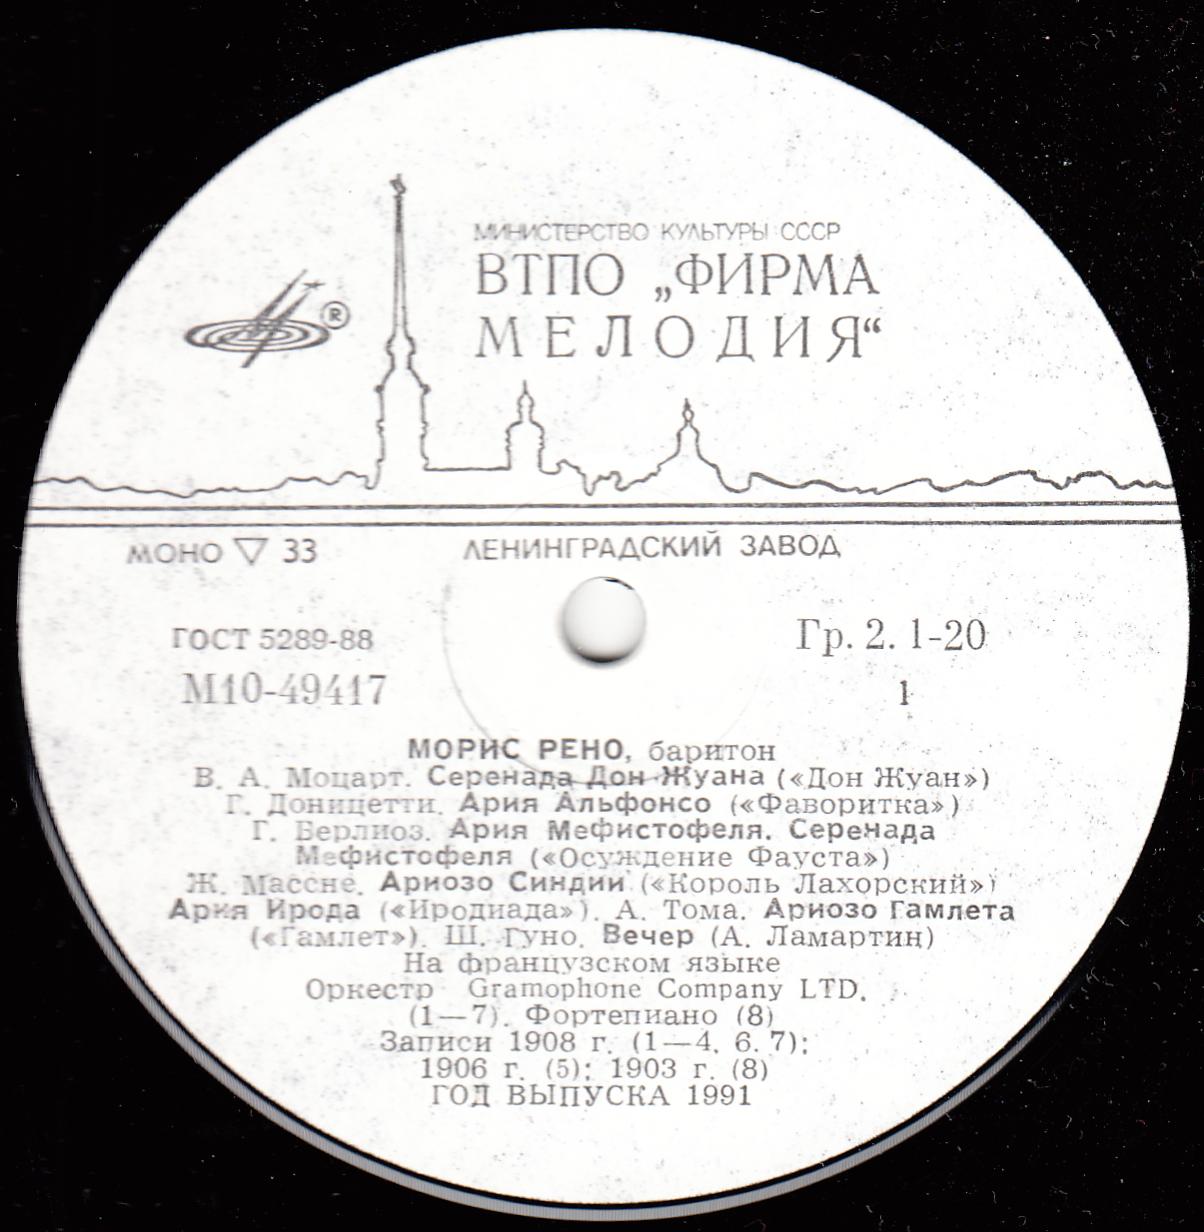 МИНИСТЕРСТВО КУЛЬТУРЫ СССР
ВТПО „ФИРМА
МЕЛОДИЯ“
®
МОНО ▽ 33
ЛЕНИНГРАДСКИЙ ЗАВОД
ГОСТ 5289-88
Гр. 2. 1-20
М10-49417
1
МОРИС РЕНО, баритон
В. А. Моцарт. Серенада Дон-Жуана («Дон Жуан»)
Г. Доницетти. Ария Альфонсо («Фаворитка»)
Г. Берлиоз. Ария Мефистофеля. Серенада
Мефистофеля («Осуждение Фауста»)
Ж. Массне. Ариозо Синдии («Король Лахорский»)
Ария Ирода («Иродиада»). А. Тома. Ариозо Гамлета
(«Гамлет»). Ш. Гуно. Вечер (А. Ламартин)
На французском языке
Оркестр Gramophone Company LTD.
(1—7). Фортепиано (8)
Записи 1908 г. (1—4, 6, 7);
1906 г. (5); 1903 г. (8)
ГОД ВЫПУСКА 1991